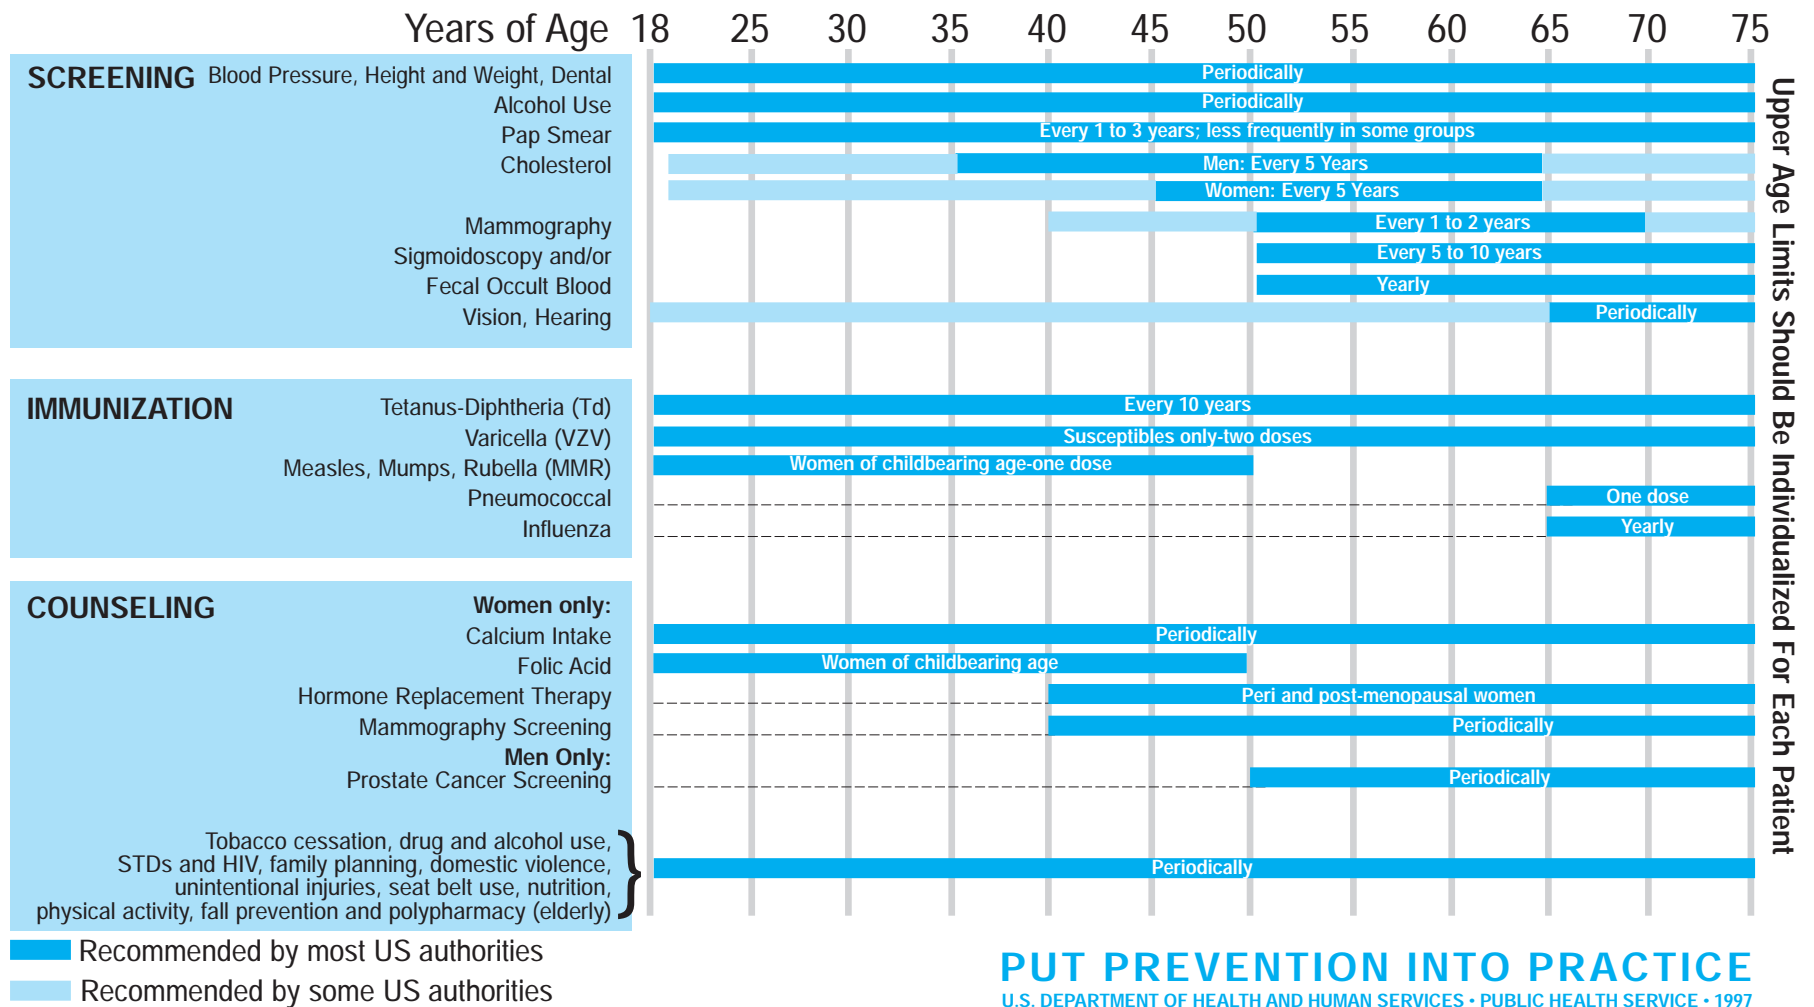 Years of Age 18 25 30 35 40 45 50 55 60 65 70 75
SCREENING Blood Pressure, Height and Weight, Dental Periodically
Alcohol Use Periodically
Pap Smear Every 1 to 3 years; less frequently in some groups
Cholesterol Men: Every 5 Years
Women: Every 5 Years
Mammography Every 1 to 2 years
Sigmoidoscopy and/or Every 5 to 10 years
Fecal Occult Blood Yearly
Vision, Hearing Periodically
IMMUNIZATION Tetanus-Diphtheria (Td) Every 10 years
Varicella (VZV) Susceptibles only-two doses
Measles, Mumps, Rubella (MMR) Women of childbearing age-one dose
Pneumococcal One dose
Influenza Yearly
COUNSELING Women only:
Calcium Intake Periodically
Folic Acid Women of childbearing age
Hormone Replacement Therapy Peri and post-menopausal women
Mammography Screening Periodically
Men Only:
Prostate Cancer Screening Periodically
Tobacco cessation, drug and alcohol use,
STDs and HIV, family planning, domestic violence, Periodically
unintentional injuries, seat belt use, nutrition,
physical activity, fall prevention and polypharmacy (elderly)
Upper Age Limits Should Be Individualized For Each Patient
Recommended by most US authorities
Recommended by some US authorities
PUT PREVENTION INTO PRACTICE
U.S. DEPARTMENT OF HEALTH AND HUMAN SERVICES • PUBLIC HEALTH SERVICE • 1997